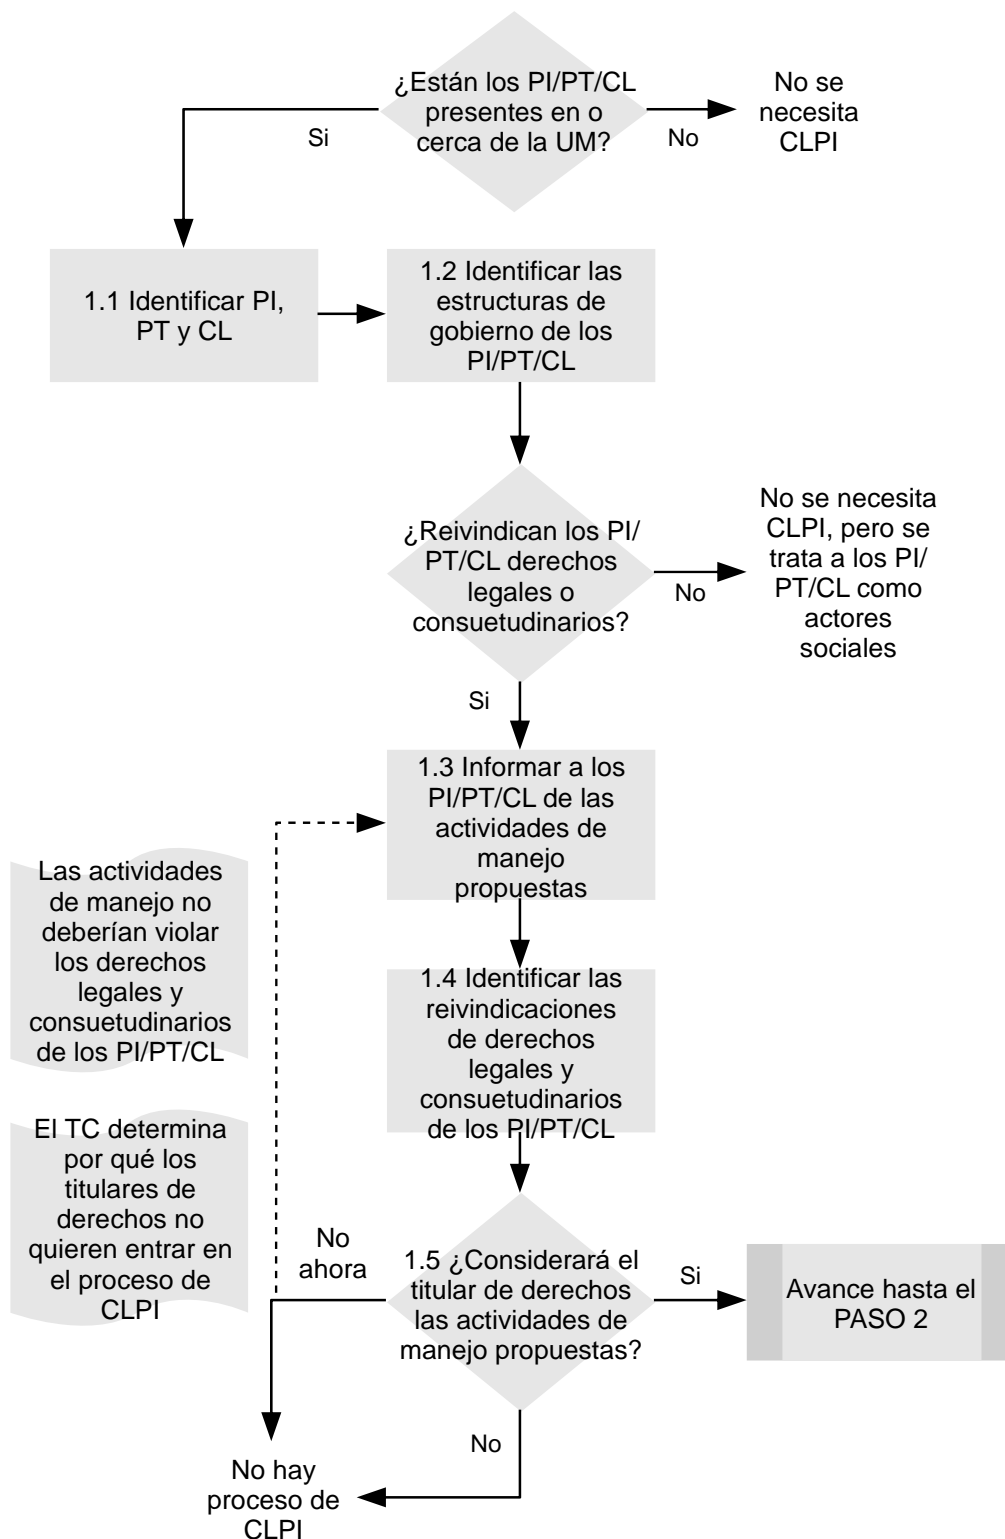 ¿Están los PI/PT/CL
presentes en o
cerca de la UM?
Si
No
No se
necesita
CLPI
1.1 Identificar PI,
PT y CL
1.2 Identificar las
estructuras de
gobierno de los
PI/PT/CL
¿Reivindican los PI/
PT/CL derechos
legales o
consuetudinarios?
No
No se necesita
CLPI, pero se
trata a los PI/
PT/CL como
actores
sociales
Si
1.3 Informar a los
PI/PT/CL de las
actividades de
manejo
propuestas
Las actividades
de manejo no
deberían violar
los derechos
legales y
consuetudinarios
de los PI/PT/CL
1.4 Identificar las
reivindicaciones
de derechos
legales y
consuetudinarios
de los PI/PT/CL
El TC determina
por qué los
titulares de
derechos no
quieren entrar en
el proceso de
CLPI
No
ahora
1.5 ¿Considerará el
titular de derechos
las actividades de
manejo propuestas?
Si
Avance hasta el
PASO 2
No
No hay
proceso de
CLPI